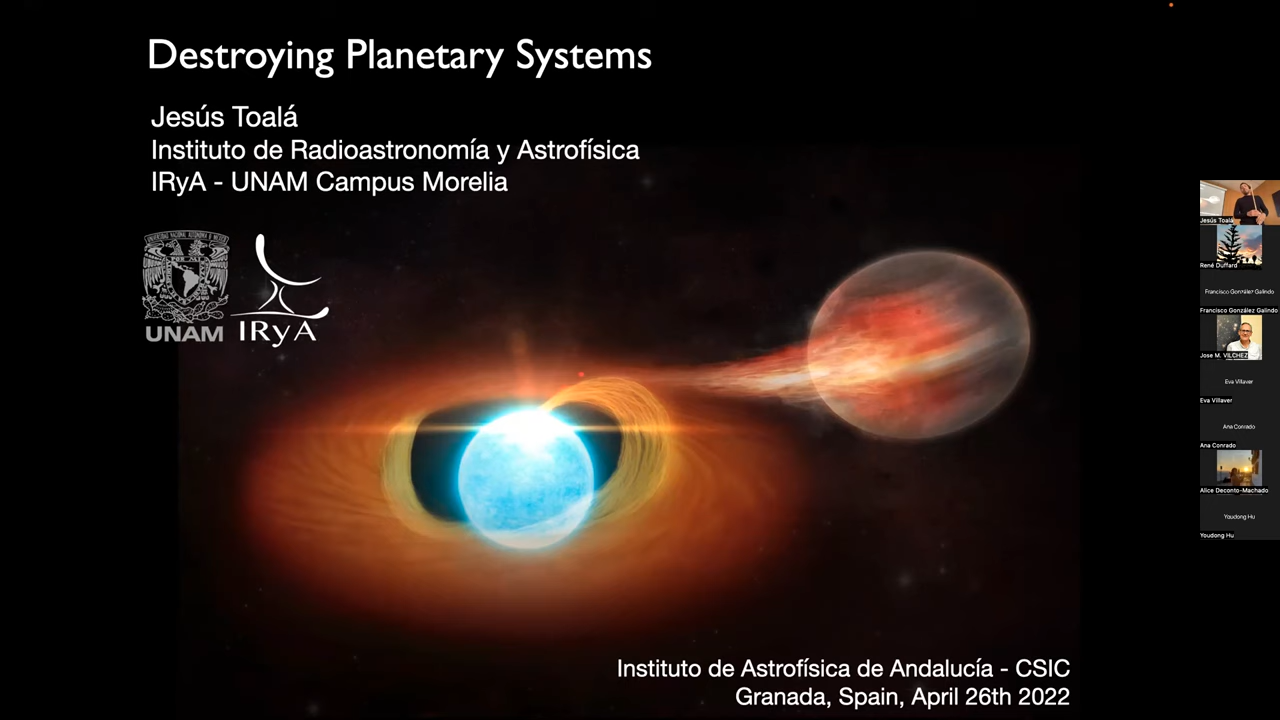 Destroying Planetary Systems
Jesús Toalá
Instituto de Radioastronomía y Astrofísica
IRyA - UNAM Campus Morelia
UNAM
IRyA
Instituto de Astrofísica de Andalucía - CSIC
Granada, Spain, April 26th 2022
Jesús Toalá
René Duffard
Francisco González Galindo
Francisco González Galindo
Jose M. VILCHEZ
Eva Villaver
Eva Villaver
Ana Conrado
Ana Conrado
Alice Deconto-Machado
Youdong Hu
Youdong Hu